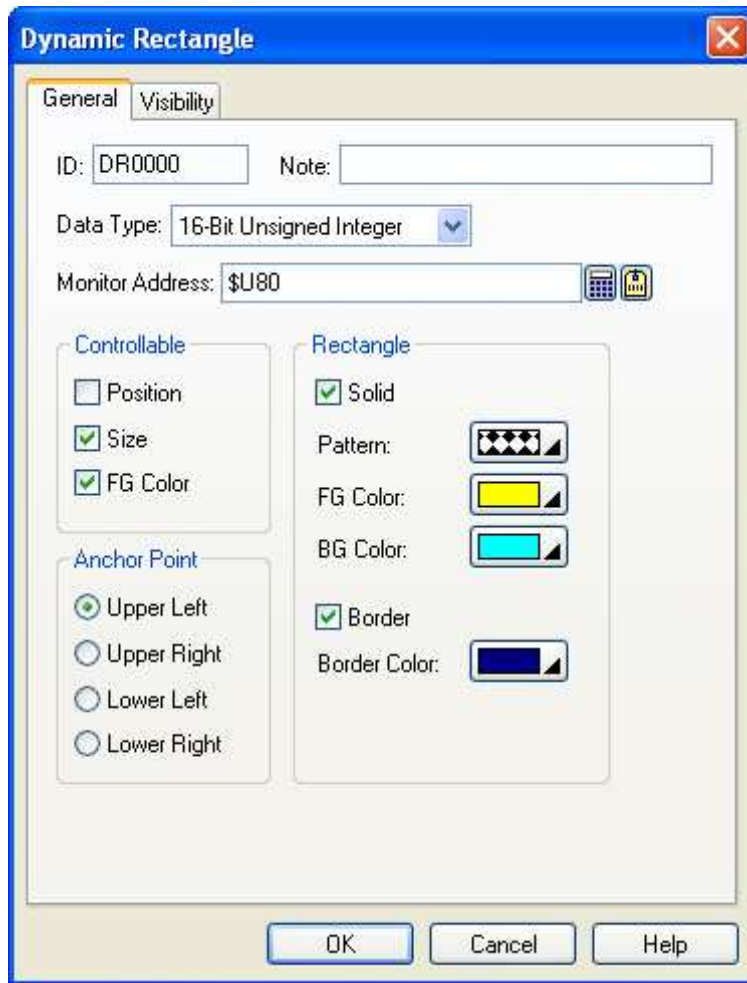 Dynamic Rectangle
General Visibility
ID: DR0000 Note:
Data Type: 16-Bit Unsigned Integer
Monitor Address: $U80
Controllable
Position
Size
FG Color
Anchor Point
Upper Left
Upper Right
Lower Left
Lower Right
Rectangle
Solid
Pattern:
FG Color:
BG Color:
Border
Border Color:
OK Cancel Help